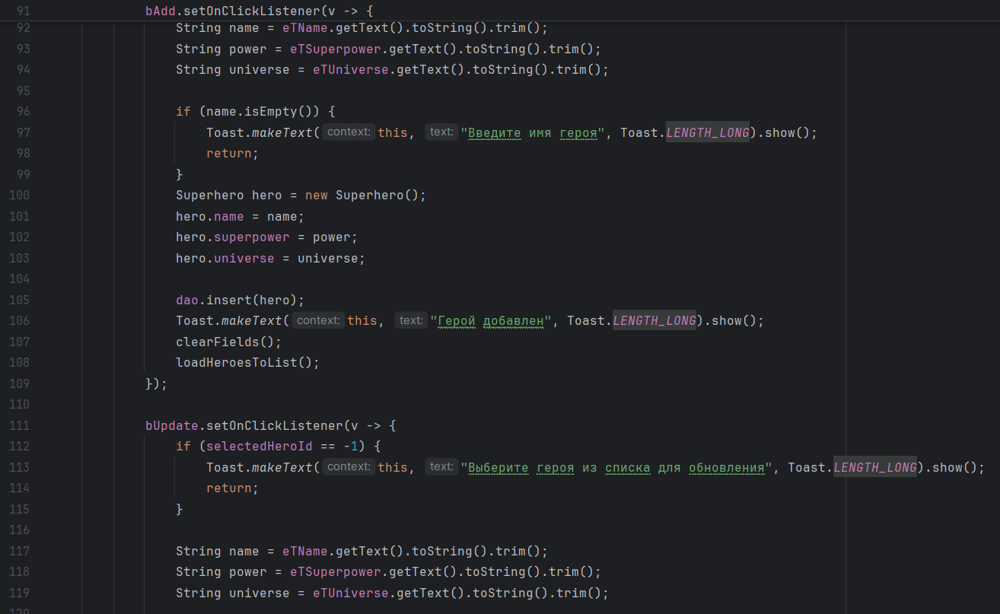 91 bAdd.setOnClickListener(v -> {
92 String name = eTName.getText().toString().trim();
93 String power = eTSuperpower.getText().toString().trim();
94 String universe = eTUniverse.getText().toString().trim();
95
96 if (name.isEmpty()) {
97 Toast.makeText( context: this, text: "Введите имя героя", Toast.LENGTH_LONG).show();
98 return;
99 }
100 Superhero hero = new Superhero();
101 hero.name = name;
102 hero.superpower = power;
103 hero.universe = universe;
104
105 dao.insert(hero);
106 Toast.makeText( context: this, text: "Герой добавлен", Toast.LENGTH_LONG).show();
107 clearFields();
108 loadHeroesToList();
109 });
110
111 bUpdate.setOnClickListener(v -> {
112 if (selectedHeroId == -1) {
113 Toast.makeText( context: this, text: "Выберите героя из списка для обновления", Toast.LENGTH_LONG).show();
114 return;
115 }
116
117 String name = eTName.getText().toString().trim();
118 String power = eTSuperpower.getText().toString().trim();
119 String universe = eTUniverse.getText().toString().trim();
120